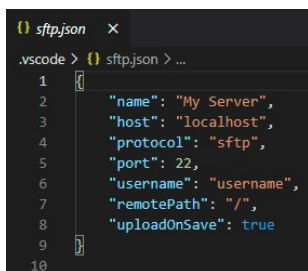 {} sftp.json ×
.vscode > {} sftp.json > ...
1 {
2 "name": "My Server",
3 "host": "localhost",
4 "protocol": "sftp",
5 "port": 22,
6 "username": "username",
7 "remotePath": "/",
8 "uploadOnSave": true
9 }
10